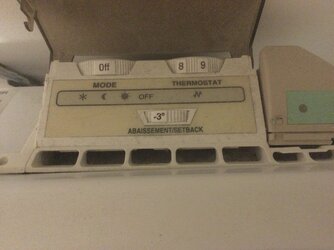 Off 8 9
MODE THERMOSTAT
OFF
-3°
ABAISSEMENT/SETBACK